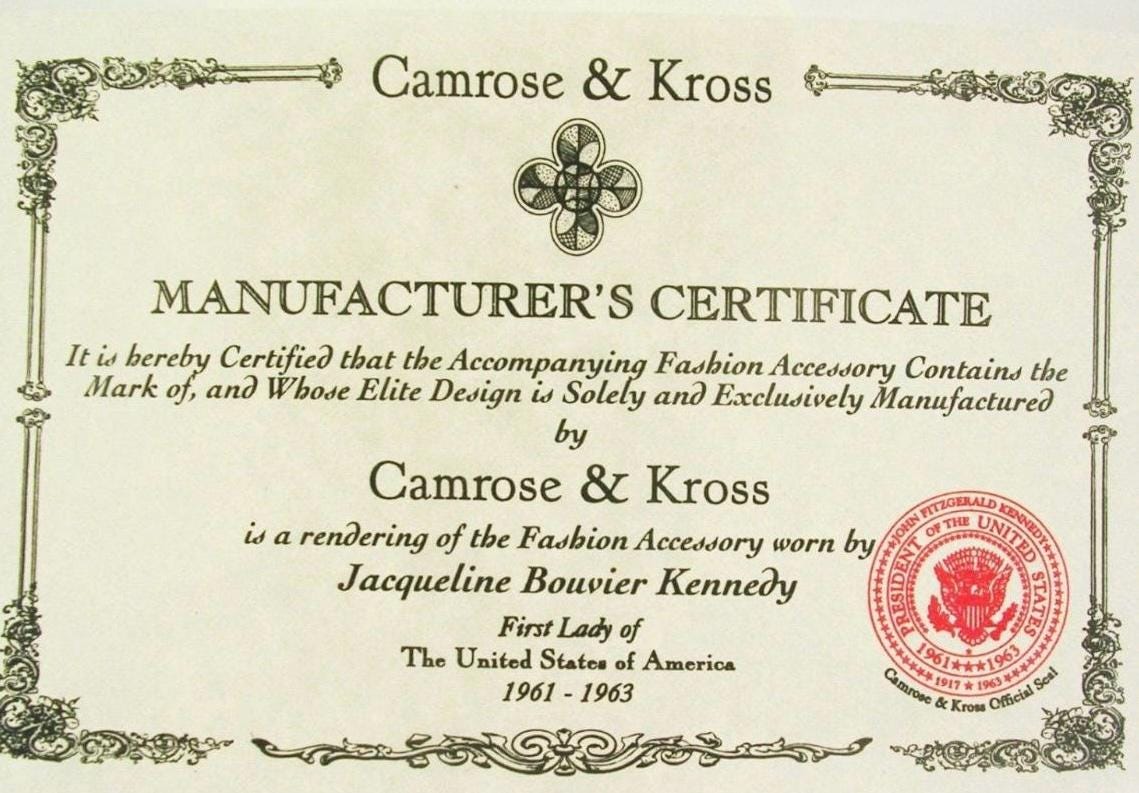 Camrose & Kross
MANUFACTURER'S CERTIFICATE
It is hereby Certified that the Accompanying Fashion Accessory Contains the
Mark of, and Whose Elite Design is Solely and Exclusively Manufactured
by
Camrose & Kross
is a rendering of the Fashion Accessory worn by
Jacqueline Bouvier Kennedy
First Lady of
The United States of America
1961 - 1963
JOHN FITZGERALD KENNEDY
PRESIDENT OF THE UNITED STATES
1961★★★1963
1917 ★ 1963
Camrose & Kross Official Seal